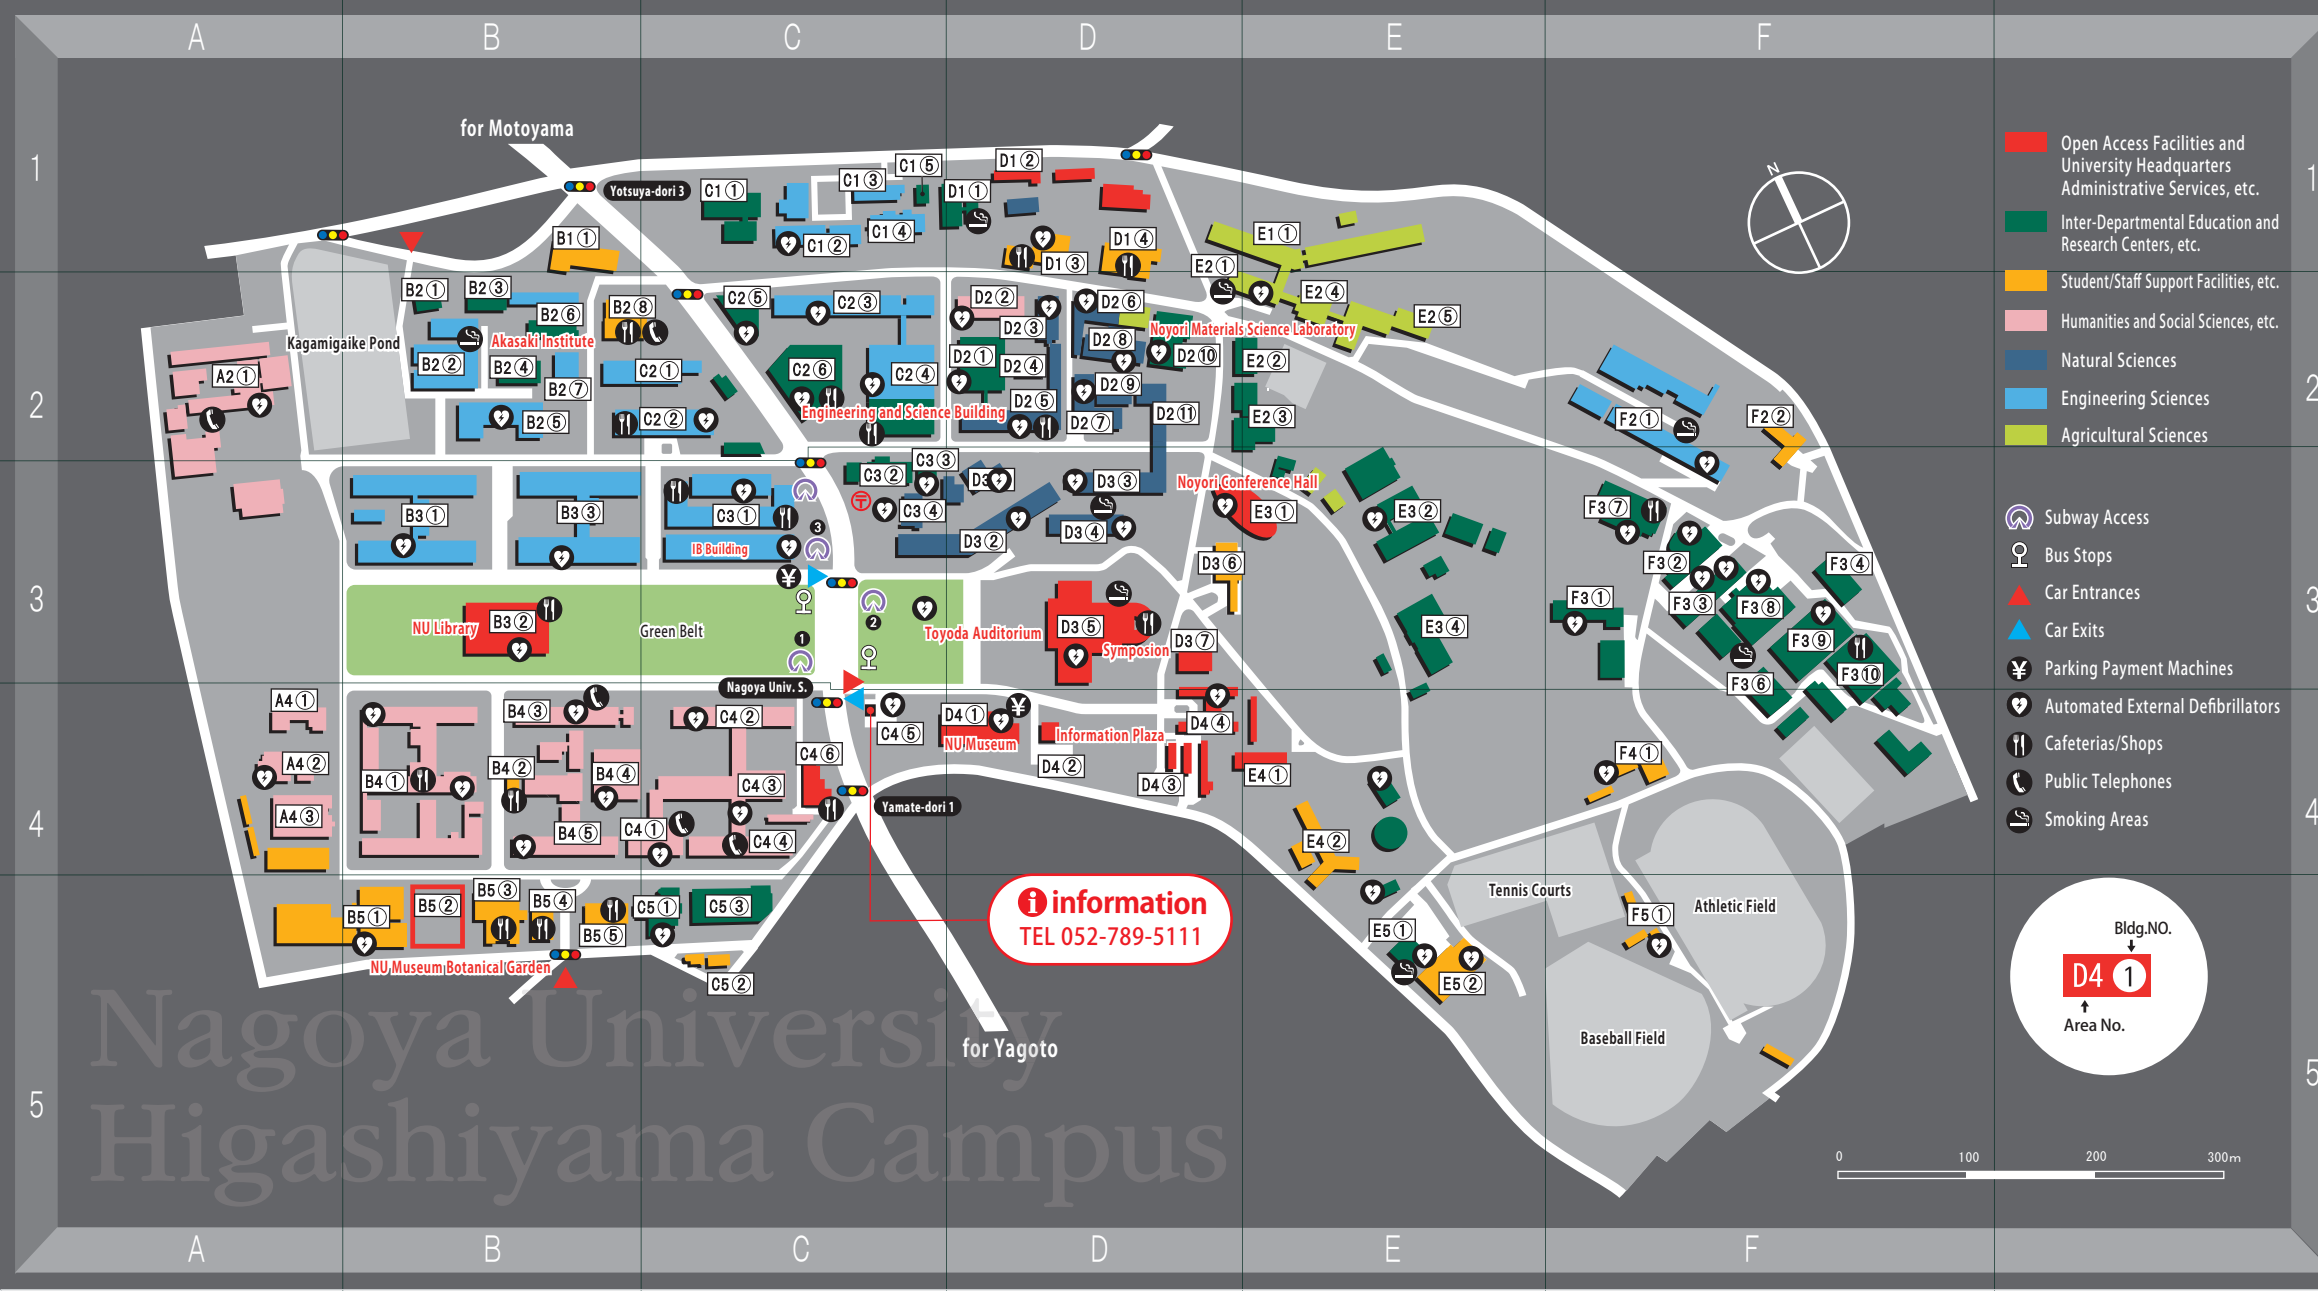 A B C D E F
1 1
for Motoyama
C1⑤ D1②
C1① C1③ D1①
Yotsuya-dori 3
B1① C1② C1④ D1③ D1④ E1①
E2①
B2① B2③ B2⑥ B2⑧ C2⑤ C2③ D2② D2③ D2⑥ E2④ E2⑤
Kagamigaike Pond
Akasaki Institute
Noyori Materials Science Laboratory
2 2
A2① B2② B2④ B2⑦ C2① C2⑥ C2④ D2① D2④ D2⑧ D2⑩ E2②
B2⑤ C2② D2⑤ D2⑨ D2⑦ D2⑪ E2③ F2① F2②
Engineering and Science Building
B3① B3③ C3① C3② C3③ C3④ D3 D3③ E3① E3② F3⑦
Noyori Conference Hall
〒
IB Building
3
D3② D3④ D3⑥ F3② F3④
3 3
NU Library
B3②
Green Belt
1
2
Toyoda Auditorium
D3⑤
Symposion
D3⑦ E3④ F3① F3③ F3⑧ F3⑨ F3⑩ F3⑥
Nagoya Univ. S.
A4① B4③ C4② C4⑤ D4① D4④ F4①
NU Museum
Information Plaza
A4② B4① B4② B4④ C4③ C4⑥ D4② D4③ E4①
Yamate-dori 1
4 4
A4③ B4⑤ C4① C4④ E4②
B5① B5② B5③ B5④ B5⑤ C5① C5③ F5①
Tennis Courts
Athletic Field
information
TEL 052-789-5111
NU Museum Botanical Garden
C5② E5① E5②
Baseball Field
for Yagoto
Nagoya University
Higashiyama Campus
5 5
A B C D E F
N
Open Access Facilities and
University Headquarters
Administrative Services, etc.
Inter-Departmental Education and
Research Centers, etc.
Student/Staff Support Facilities, etc.
Humanities and Social Sciences, etc.
Natural Sciences
Engineering Sciences
Agricultural Sciences
Subway Access
Bus Stops
Car Entrances
Car Exits
¥ Parking Payment Machines
Automated External Defibrillators
Cafeterias/Shops
Public Telephones
Smoking Areas
Bldg.NO.
D4 1
Area No.
0 100 200 300m